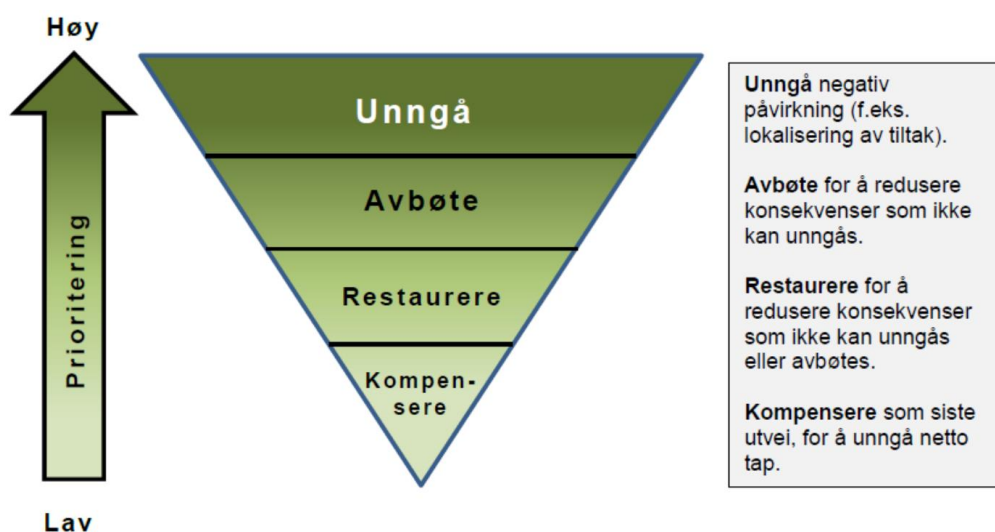 Høy
Prioritering
Lav
Unngå
Avbøte
Restaurere
Kompen-
sere
Unngå negativ
påvirkning (f.eks.
lokalisering av tiltak).
Avbøte for å redusere
konsekvenser som ikke
kan unngås.
Restaurere for å
redusere konsekvenser
som ikke kan unngås
eller avbøtes.
Kompensere som siste
utvei, for å unngå netto
tap.